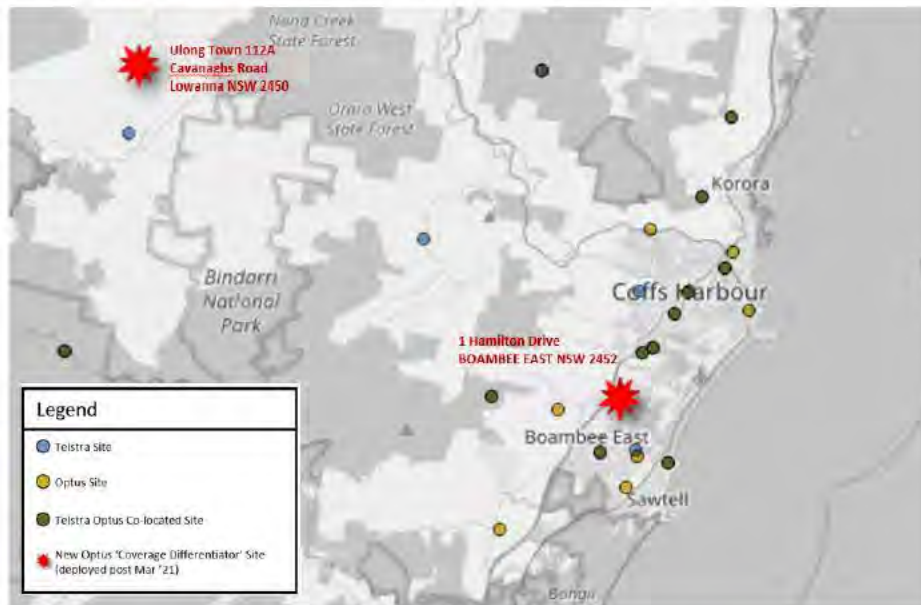 Nana Creek
State Forest
Ulong Town 112A
Cavanaghs Road
Lowanna NSW 2450
Orara West
State Forest
Korora
Bindarri
National
Park
Coffs Harbour
1 Hamilton Drive
BOAMBEE EAST NSW 2452
Boambee East
Sawtell
Bongil
Legend
Telstra Site
Optus Site
Telstra Optus Co-located Site
New Optus 'Coverage Differentiator' Site
(deployed post Mar '21)